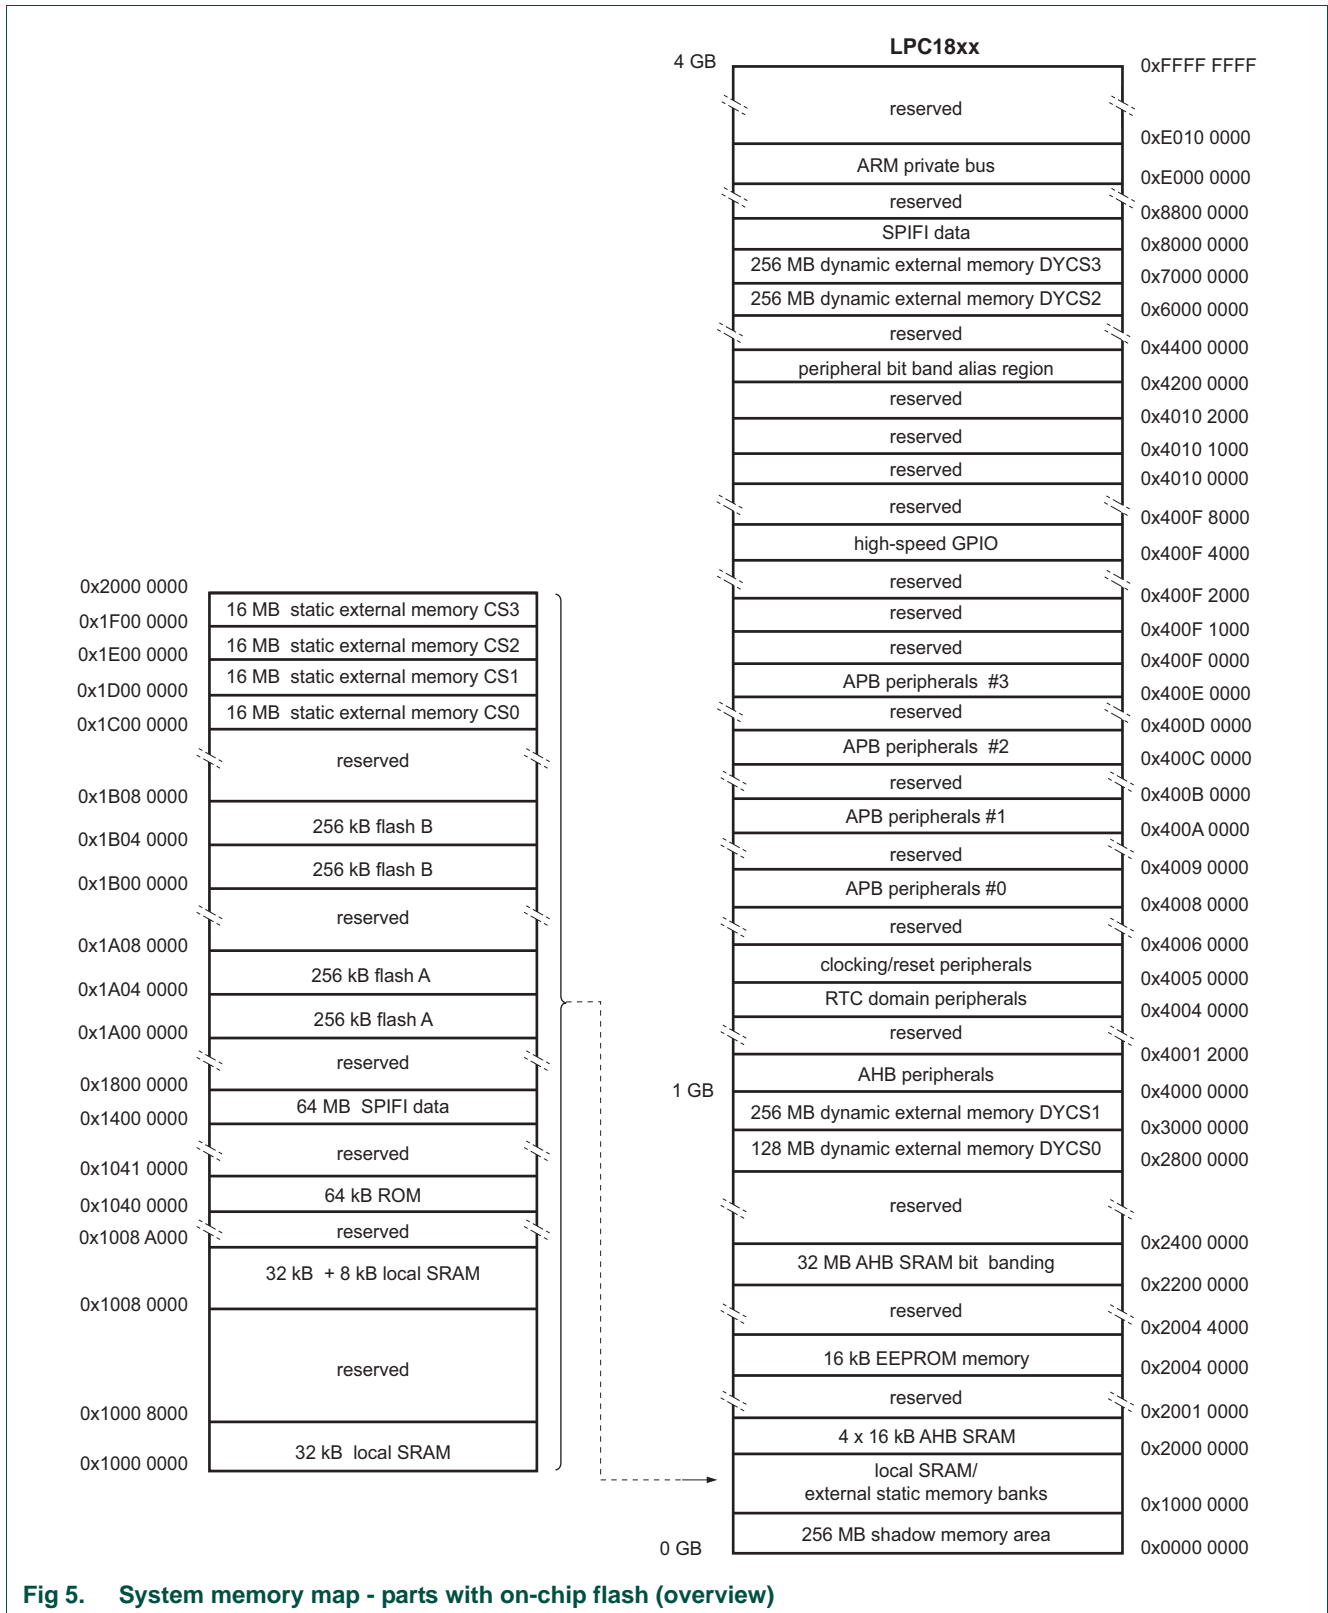 LPC18xx
4 GB
0xFFFF FFFF
reserved
0xE010 0000
ARM private bus
0xE000 0000
reserved
0x8800 0000
SPIFI data
0x8000 0000
256 MB dynamic external memory DYCS3
0x7000 0000
256 MB dynamic external memory DYCS2
0x6000 0000
reserved
0x4400 0000
peripheral bit band alias region
0x4200 0000
reserved
0x4010 2000
reserved
0x4010 1000
reserved
0x4010 0000
reserved
0x400F 8000
high-speed GPIO
0x400F 4000
reserved
0x400F 2000
reserved
0x400F 1000
reserved
0x400F 0000
APB peripherals #3
0x400E 0000
reserved
0x400D 0000
APB peripherals #2
0x400C 0000
reserved
0x400B 0000
APB peripherals #1
0x400A 0000
reserved
0x4009 0000
APB peripherals #0
0x4008 0000
reserved
0x4006 0000
clocking/reset peripherals
0x4005 0000
RTC domain peripherals
0x4004 0000
reserved
0x4001 2000
AHB peripherals
1 GB
0x4000 0000
256 MB dynamic external memory DYCS1
0x3000 0000
128 MB dynamic external memory DYCS0
0x2800 0000
reserved
0x2400 0000
32 MB AHB SRAM bit banding
0x2200 0000
reserved
0x2004 4000
16 kB EEPROM memory
0x2004 0000
reserved
0x2001 0000
4 x 16 kB AHB SRAM
0x2000 0000
local SRAM/
external static memory banks
0x1000 0000
256 MB shadow memory area
0 GB
0x0000 0000
0x2000 0000
16 MB static external memory CS3
0x1F00 0000
16 MB static external memory CS2
0x1E00 0000
16 MB static external memory CS1
0x1D00 0000
16 MB static external memory CS0
0x1C00 0000
reserved
0x1B08 0000
256 kB flash B
0x1B04 0000
256 kB flash B
0x1B00 0000
reserved
0x1A08 0000
256 kB flash A
0x1A04 0000
256 kB flash A
0x1A00 0000
reserved
0x1800 0000
64 MB SPIFI data
0x1400 0000
reserved
0x1041 0000
64 kB ROM
0x1040 0000
reserved
0x1008 A000
32 kB + 8 kB local SRAM
0x1008 0000
reserved
0x1000 8000
32 kB local SRAM
0x1000 0000
Fig 5. System memory map - parts with on-chip flash (overview)